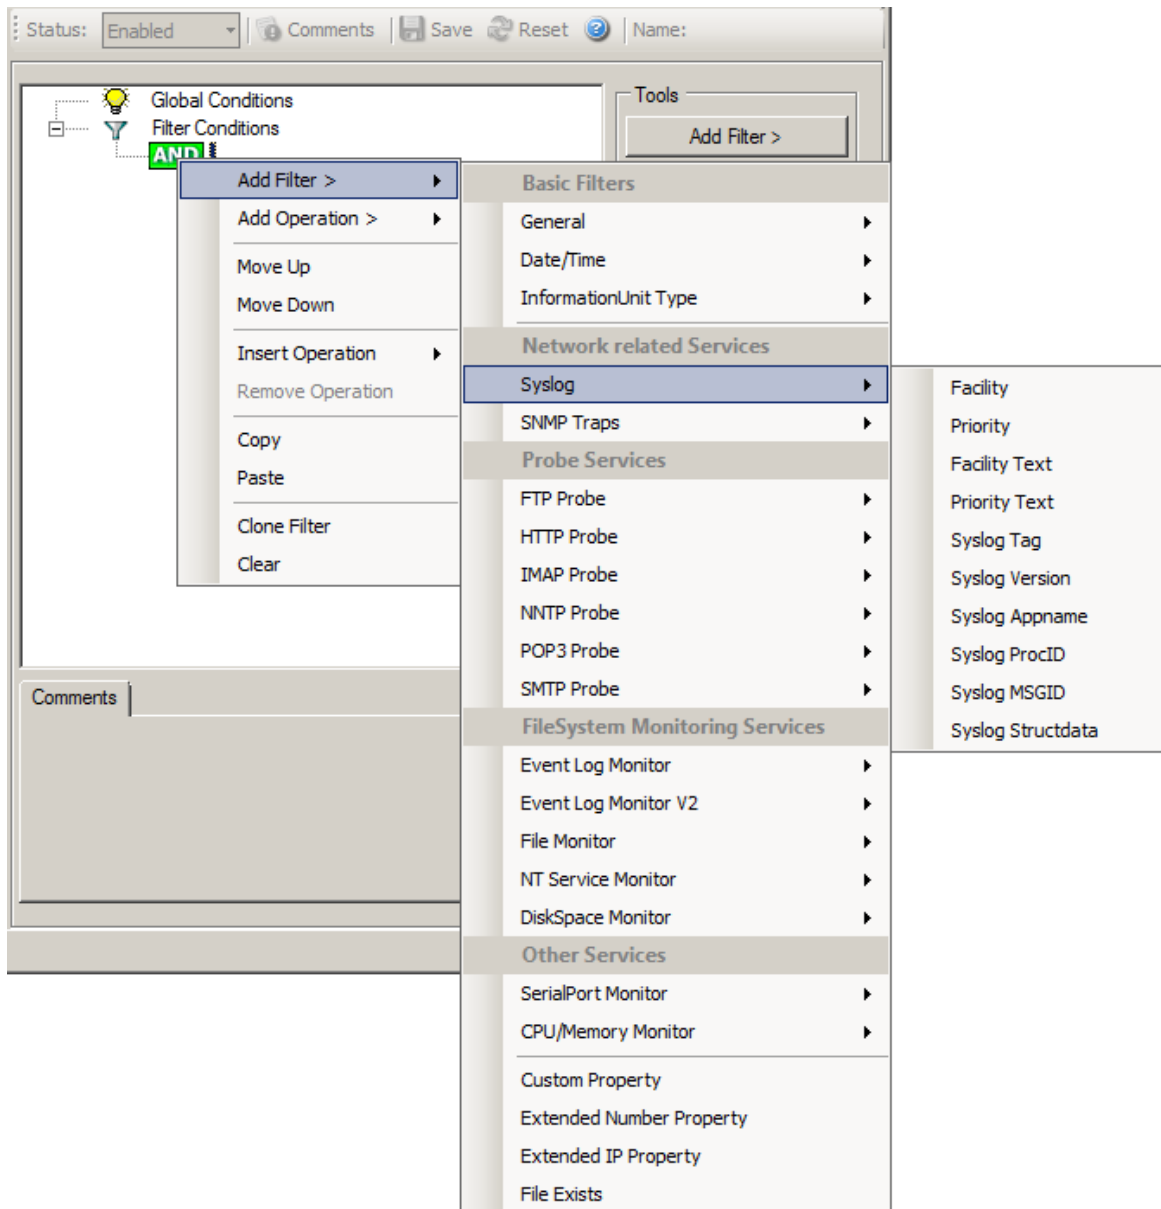 Status: Enabled Comments Save Reset Name:
Global Conditions
Filter Conditions
AND
Tools
Add Filter >
Add Filter >
Add Operation >
Move Up
Move Down
Insert Operation
Remove Operation
Copy
Paste
Clone Filter
Clear
Comments
Basic Filters
General
Date/Time
InformationUnit Type
Network related Services
Syslog
SNMP Traps
Probe Services
FTP Probe
HTTP Probe
IMAP Probe
NNTP Probe
POP3 Probe
SMTP Probe
FileSystem Monitoring Services
Event Log Monitor
Event Log Monitor V2
File Monitor
NT Service Monitor
DiskSpace Monitor
Other Services
SerialPort Monitor
CPU/Memory Monitor
Custom Property
Extended Number Property
Extended IP Property
File Exists
Facility
Priority
Facility Text
Priority Text
Syslog Tag
Syslog Version
Syslog Appname
Syslog ProcID
Syslog MSGID
Syslog Structdata